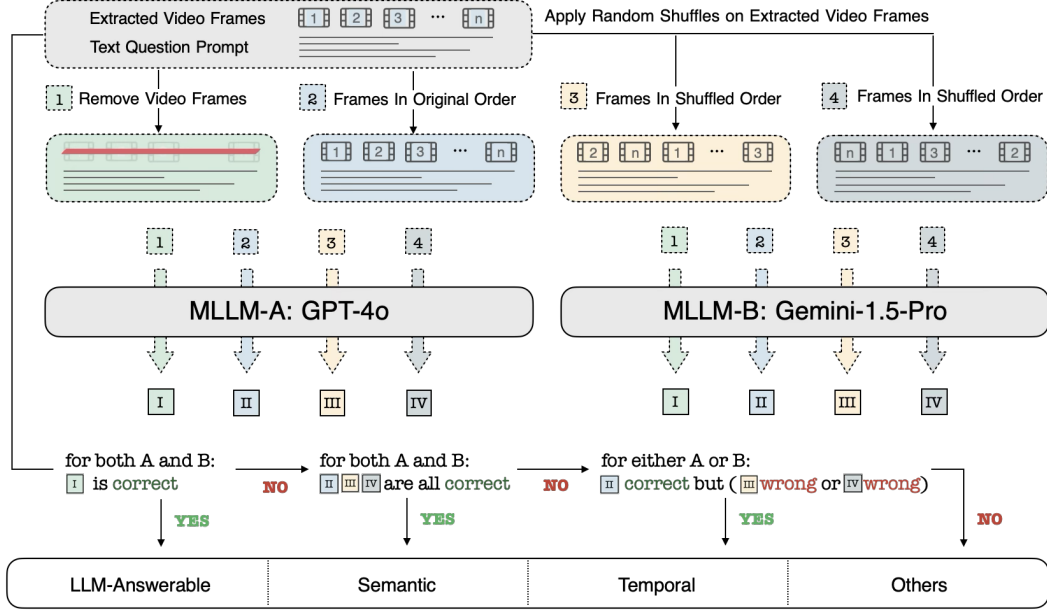 Extracted Video Frames 1 2 3 ... n
Text Question Prompt
Apply Random Shuffles on Extracted Video Frames
1 Remove Video Frames
2 Frames In Original Order
3 Frames In Shuffled Order
4 Frames In Shuffled Order
1 2 3 ... n
2 n 1 ... 3
n 1 3 ... 2
1 2 3 4
1 2 3 4
MLLM-A: GPT-4o
MLLM-B: Gemini-1.5-Pro
I II III IV
I II III IV
for both A and B:
I is correct
NO
YES
for both A and B:
II III IV are all correct
NO
YES
for either A or B:
II correct but ( III wrong or IV wrong)
YES
NO
LLM-Answerable
Semantic
Temporal
Others